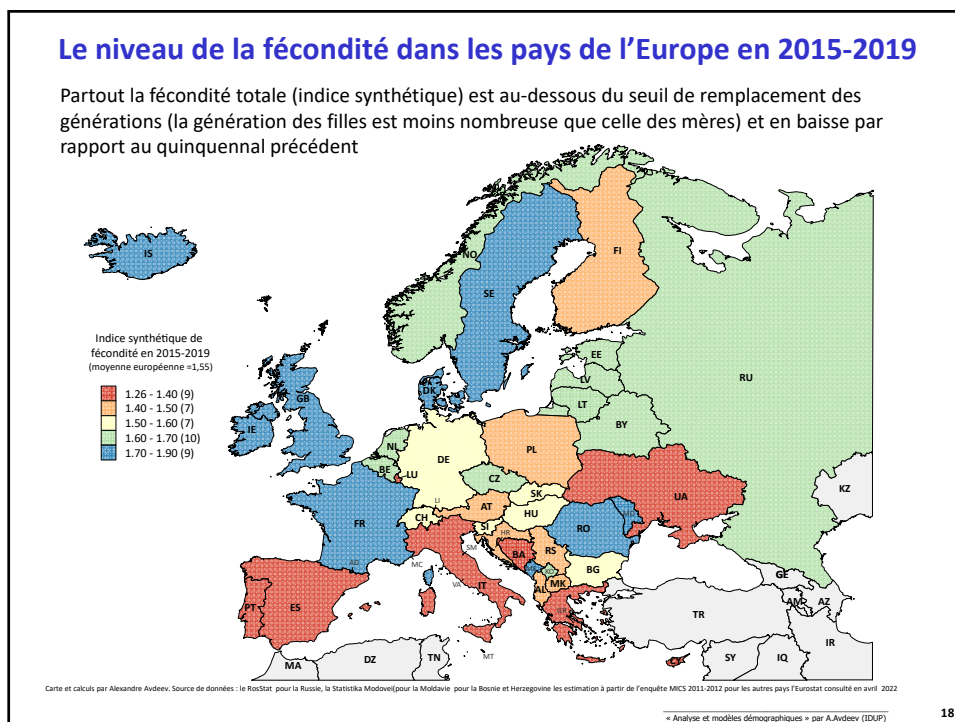 Le niveau de la fécondité dans les pays de l'Europe en 2015-2019
Partout la fécondité totale (indice synthétique) est au-dessous du seuil de remplacement des
générations (la génération des filles est moins nombreuse que celle des mères) et en baisse par
rapport au quinquennal précédent
IS
NO
SE
FI
RU
EE
LV
LT
BY
Indice synthétique de
fécondité en 2015-2019
(moyenne européenne =1,55)
1.26 - 1.40 (9)
1.40 - 1.50 (7)
1.50 - 1.60 (7)
1.60 - 1.70 (10)
1.70 - 1.90 (9)
GB
IE
DK
NL
BE
LU
DE
PL
CZ
SK
UA
KZ
LI
CH
AT
HU
SI
HR
RO
FR
BA
RS
BG
SM
MC
AD
VA
IT
AL
MK
GR
PT
ES
MT
CY
GE
AM
AZ
TR
IR
SY
IQ
MA
DZ
TN
Carte et calculs par Alexandre Avdeev. Source de données : le RosStat pour la Russie, la Statistika Modovei(pour la Moldavie pour la Bosnie et Herzegovine les estimation à partir de l'enquête MICS 2011-2012 pour les autres pays l'Eurostat consulté en avril 2022
« Analyse et modèles démographiques » par A.Avdeev (IDUP)
18